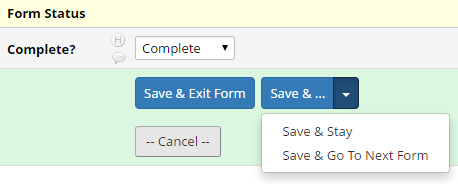 Form Status
Complete? H Complete
Save & Exit Form Save & ...
-- Cancel --
Save & Stay
Save & Go To Next Form